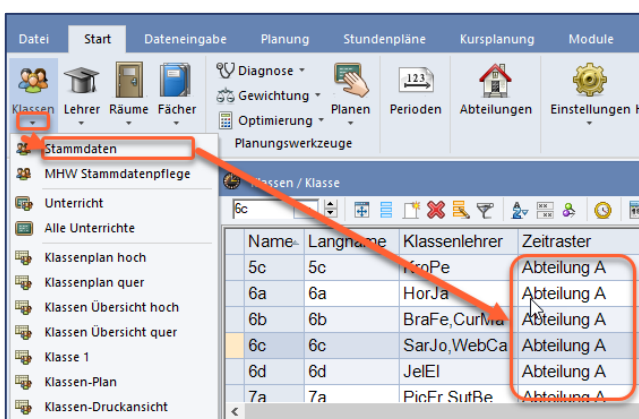 Datei Start Dateneingabe Planung Stundenpläne Kursplanung Module
Klassen Lehrer Räume Fächer
Diagnose
Gewichtung
Optimierung
Planen
Perioden Abteilungen Einstellungen
Planungswerkzeuge
Stammdaten
MHW Stammdatenpflege
Unterricht
Alle Unterrichte
Klassenplan hoch
Klassenplan quer
Klassen Übersicht hoch
Klassen Übersicht quer
Klasse 1
Klassen-Plan
Klassen-Druckansicht
Klassen / Klasse
6c
Name Langname Klassenlehrer Zeitraster
5c 5c KroPe Abteilung A
6a 6a HorJa Abteilung A
6b 6b BraFe,CurMa Abteilung A
6c 6c SarJo,WebCa Abteilung A
6d 6d JelEl Abteilung A
7a 7a PicFr,SutBe Abteilung A